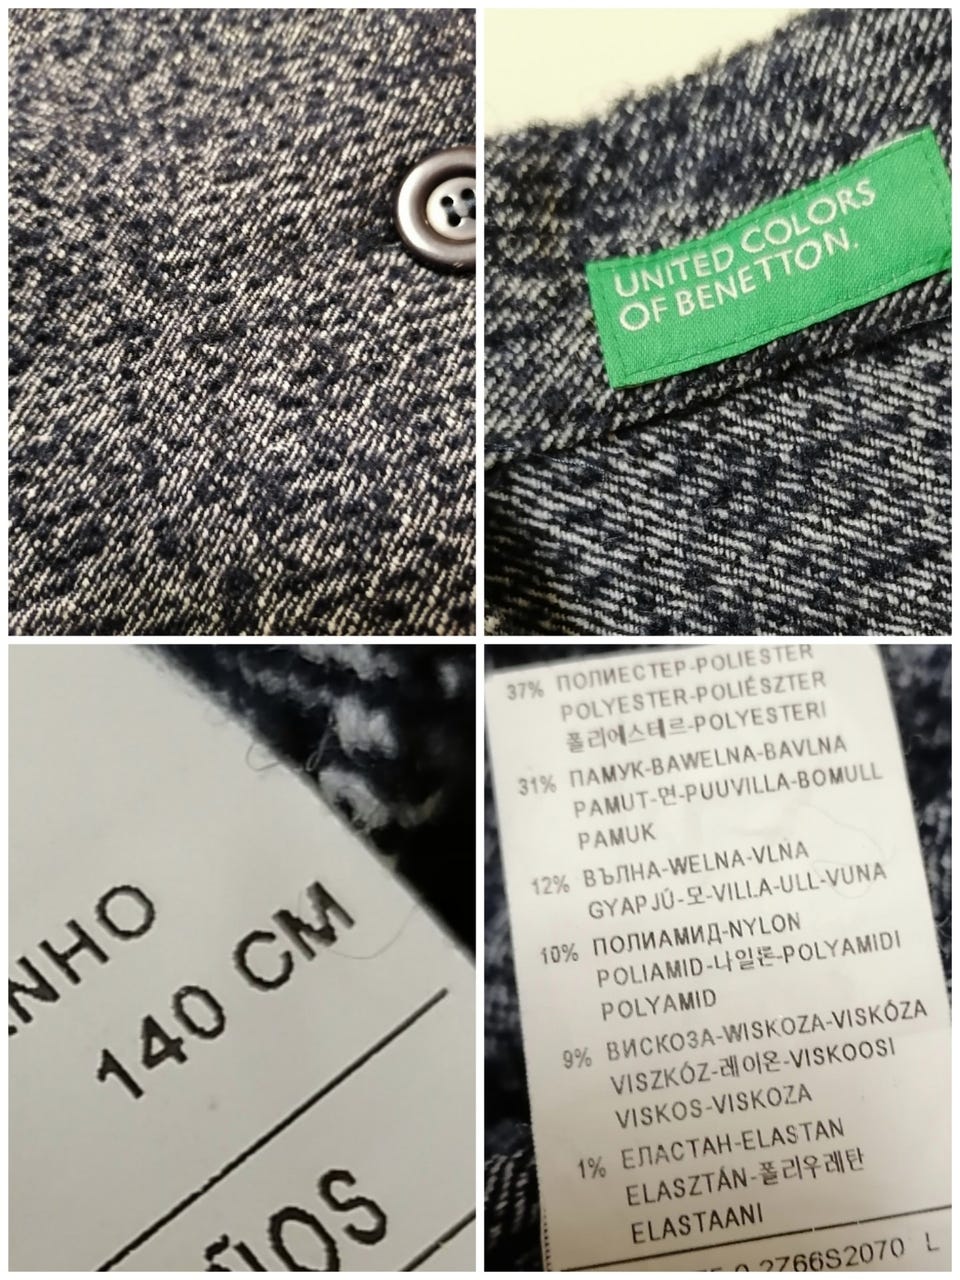 UNITED COLORS
OF BENETTON.
NHO
140 CM
ÑOS
37% ПОЛИЕСТЕР-POLIESTER
POLYESTER-POLIÉSZTER
폴리에스테르-POLYESTERI
31% ПАМУК-BAWELNA-BAVLNA
PAMUT-면-PUUVILLA-BOMULL
PAMUK
12% ВЪЛНА-WELNA-VLNA
GYAPJÚ-모-VILLA-ULL-VUNA
10% ПОЛИАМИД-NYLON
POLIAMID-나일론-POLYAMIDI
POLYAMID
9% ВИСКОЗА-WISKOZA-VISKÓZA
VISZKÓZ-레이온-VISKOOSI
VISKOS-VISKOZA
1% ЕЛАСТАН-ELASTAN
ELASZTÁN-폴리우레탄
ELASTAANI
2766S2070 L